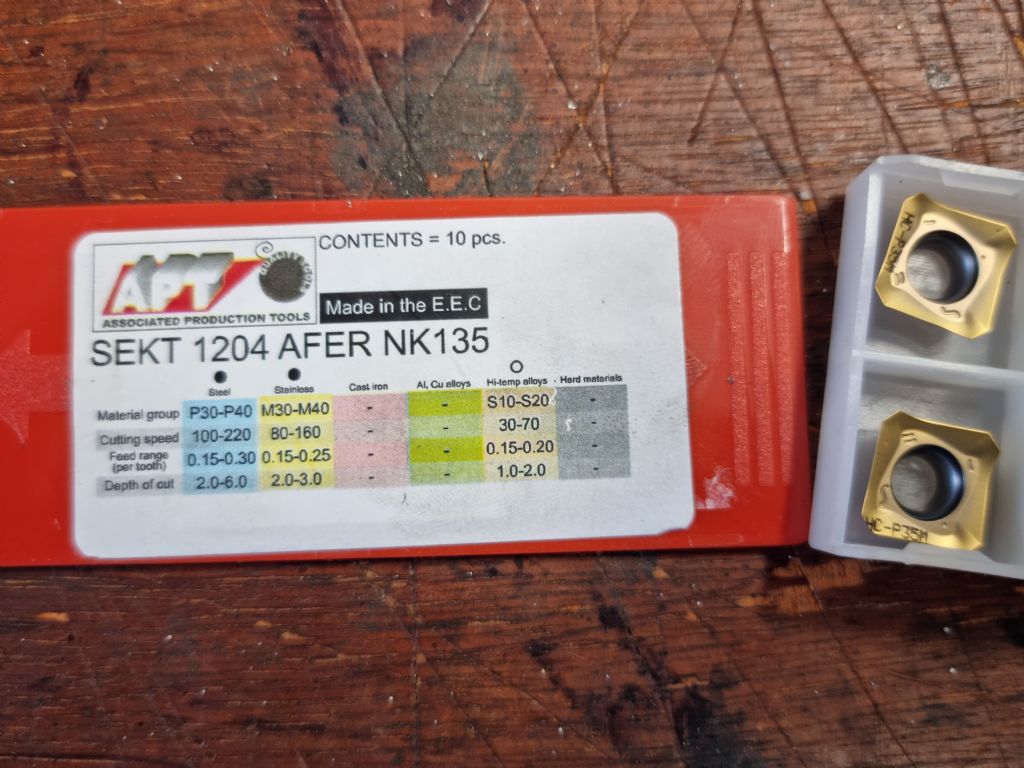 CONTENTS = 10 pcs.
APT
ASSOCIATED PRODUCTION TOOLS
Made in the E.E.C
SEKT 1204 AFER NK135
Steel Stainless Cast iron Al, Cu alloys Hi-temp alloys Hard materials
Material group P30-P40 M30-M40 - - S10-S20 -
Cutting speed 100-220 80-160 - - 30-70 -
Feed range (per tooth) 0.15-0.30 0.15-0.25 - - 0.15-0.20 -
Depth of cut 2.0-6.0 2.0-3.0 - - 1.0-2.0 -
HC-P35M
HC-P35M